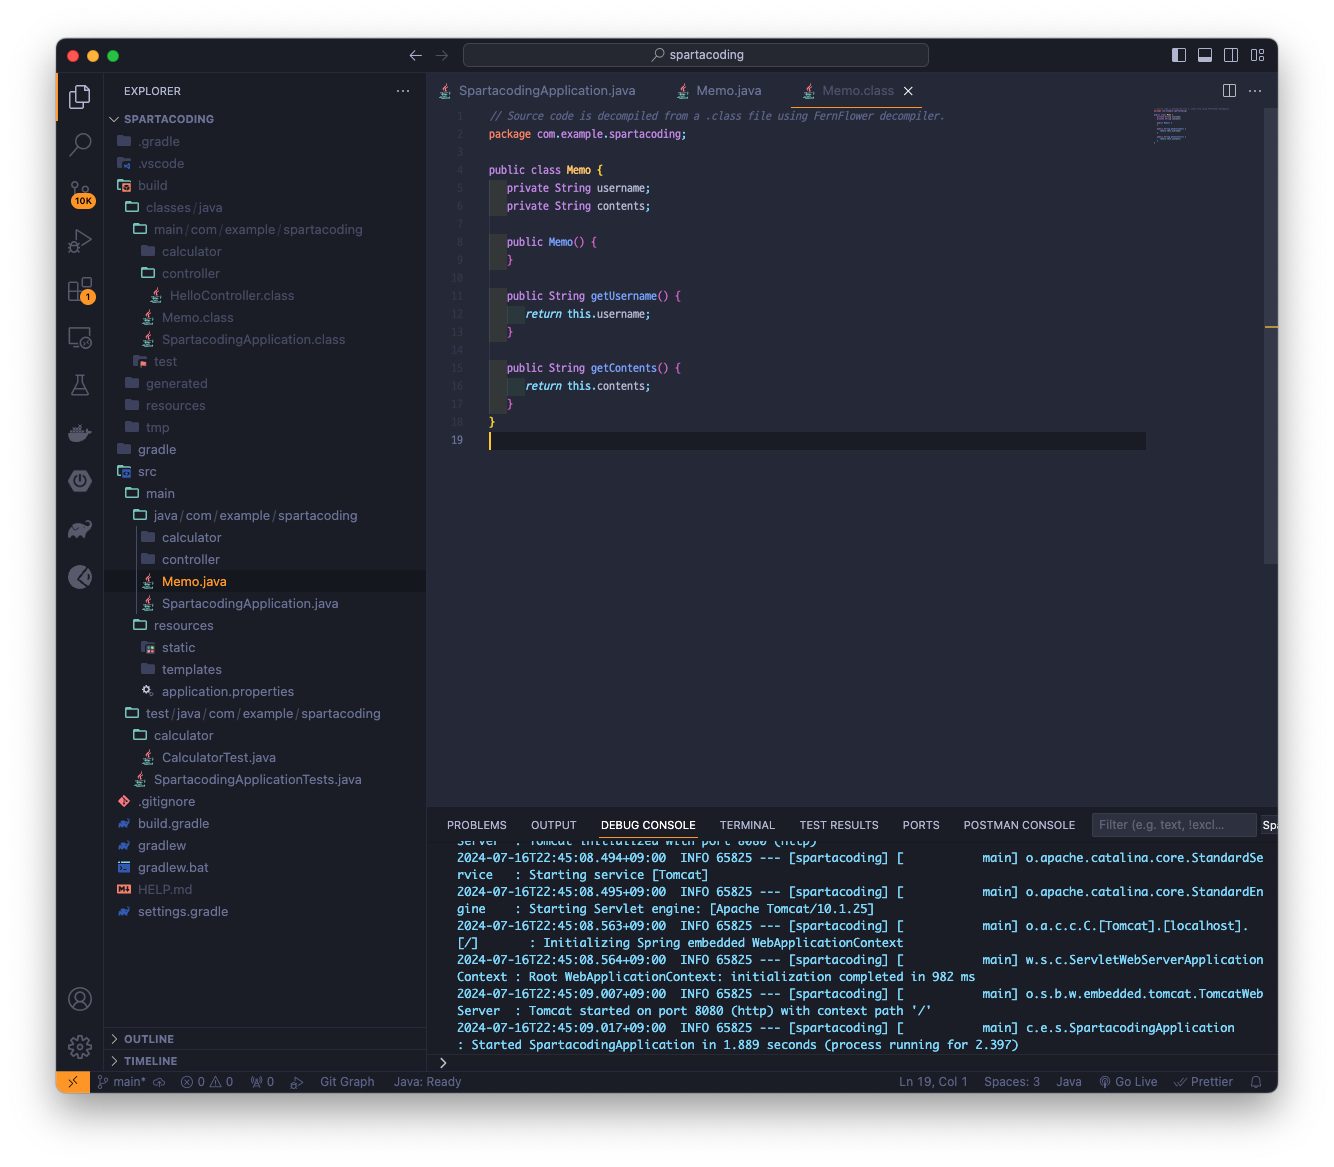 spartacoding
EXPLORER
SPARTACODING
.gradle
.vscode
build
classes/java
main/com/example/spartacoding
calculator
controller
HelloController.class
Memo.class
SpartacodingApplication.class
test
generated
resources
tmp
gradle
src
main
java/com/example/spartacoding
calculator
controller
Memo.java
SpartacodingApplication.java
resources
static
templates
application.properties
test/java/com/example/spartacoding
calculator
CalculatorTest.java
SpartacodingApplicationTests.java
.gitignore
build.gradle
gradlew
gradlew.bat
HELP.md
settings.gradle
OUTLINE
TIMELINE
10K
1
SpartacodingApplication.java Memo.java Memo.class
1 // Source code is decompiled from a .class file using FernFlower decompiler.
2 package com.example.spartacoding;
3
4 public class Memo {
5 private String username;
6 private String contents;
7
8 public Memo() {
9 }
10
11 public String getUsername() {
12 return this.username;
13 }
14
15 public String getContents() {
16 return this.contents;
17 }
18 }
19
PROBLEMS OUTPUT DEBUG CONSOLE TERMINAL TEST RESULTS PORTS POSTMAN CONSOLE Filter (e.g. text, !excl... Spa
Server : Tomcat initialized with port 8080 (http)
2024-07-16T22:45:08.494+09:00 INFO 65825 --- [spartacoding] [ main] o.apache.catalina.core.StandardSe
rvice : Starting service [Tomcat]
2024-07-16T22:45:08.495+09:00 INFO 65825 --- [spartacoding] [ main] o.apache.catalina.core.StandardEn
gine : Starting Servlet engine: [Apache Tomcat/10.1.25]
2024-07-16T22:45:08.563+09:00 INFO 65825 --- [spartacoding] [ main] o.a.c.c.C.[Tomcat].[localhost].
[/] : Initializing Spring embedded WebApplicationContext
2024-07-16T22:45:08.564+09:00 INFO 65825 --- [spartacoding] [ main] w.s.c.ServletWebServerApplication
Context : Root WebApplicationContext: initialization completed in 982 ms
2024-07-16T22:45:09.007+09:00 INFO 65825 --- [spartacoding] [ main] o.s.b.w.embedded.tomcat.TomcatWeb
Server : Tomcat started on port 8080 (http) with context path '/'
2024-07-16T22:45:09.017+09:00 INFO 65825 --- [spartacoding] [ main] c.e.s.SpartacodingApplication
: Started SpartacodingApplication in 1.889 seconds (process running for 2.397)
main* 0 0 0 Git Graph Java: Ready Ln 19, Col 1 Spaces: 3 Java Go Live Prettier